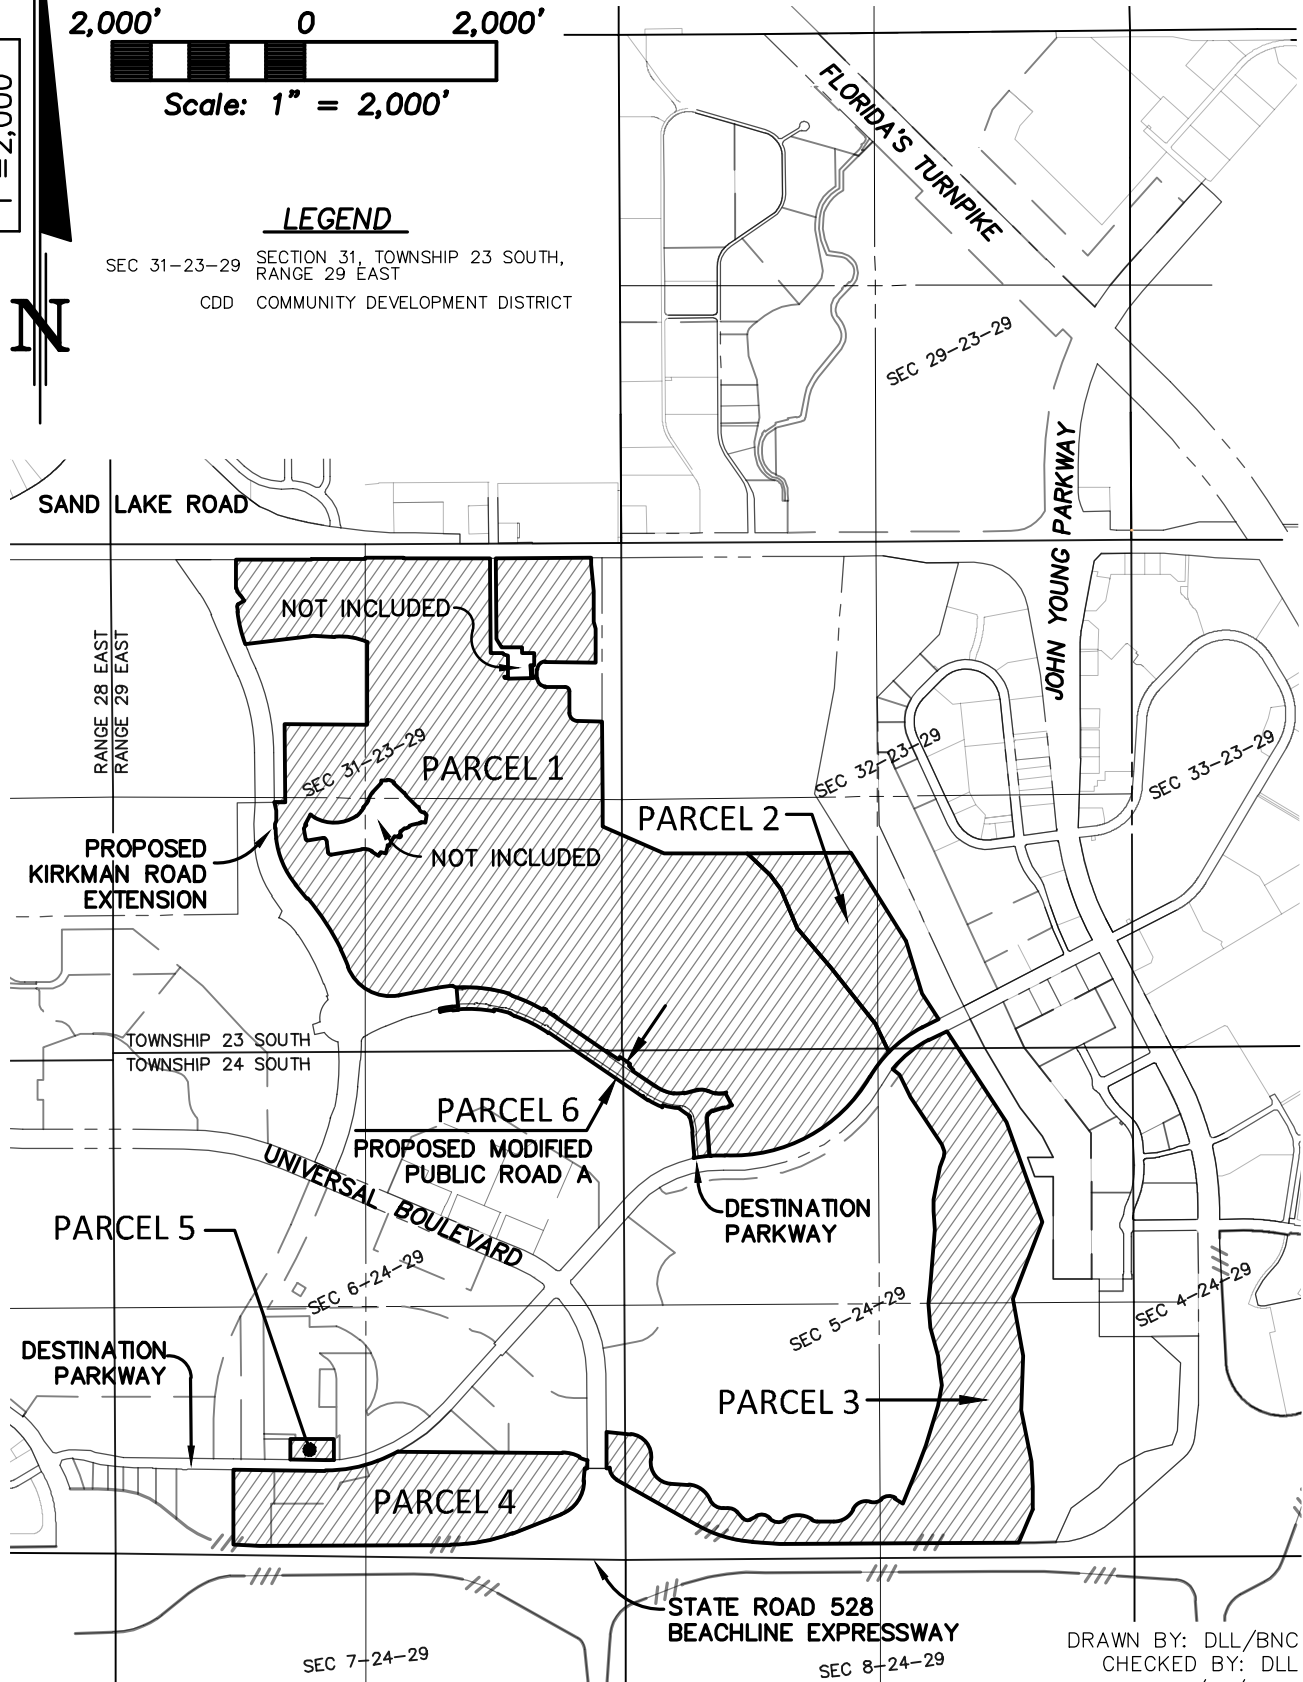 2,000' 0 2,000'
Scale: 1" = 2,000'
LEGEND
SEC 31-23-29 SECTION 31, TOWNSHIP 23 SOUTH,
RANGE 29 EAST
CDD COMMUNITY DEVELOPMENT DISTRICT
N
FLORIDA'S TURNPIKE
SEC 29-23-29
JOHN YOUNG PARKWAY
SAND LAKE ROAD
NOT INCLUDED
RANGE 28 EAST
RANGE 29 EAST
SEC 31-23-29
PARCEL 1
SEC 32-23-29
SEC 33-23-29
PARCEL 2
PROPOSED
KIRKMAN ROAD
EXTENSION
NOT INCLUDED
TOWNSHIP 23 SOUTH
TOWNSHIP 24 SOUTH
PARCEL 6
PROPOSED MODIFIED
PUBLIC ROAD A
UNIVERSAL BOULEVARD
DESTINATION
PARKWAY
PARCEL 5
SEC 6-24-29
SEC 5-24-29
SEC 4-24-29
DESTINATION
PARKWAY
PARCEL 3
PARCEL 4
STATE ROAD 528
BEACHLINE EXPRESSWAY
SEC 7-24-29
SEC 8-24-29
DRAWN BY: DLL/BNC
CHECKED BY: DLL